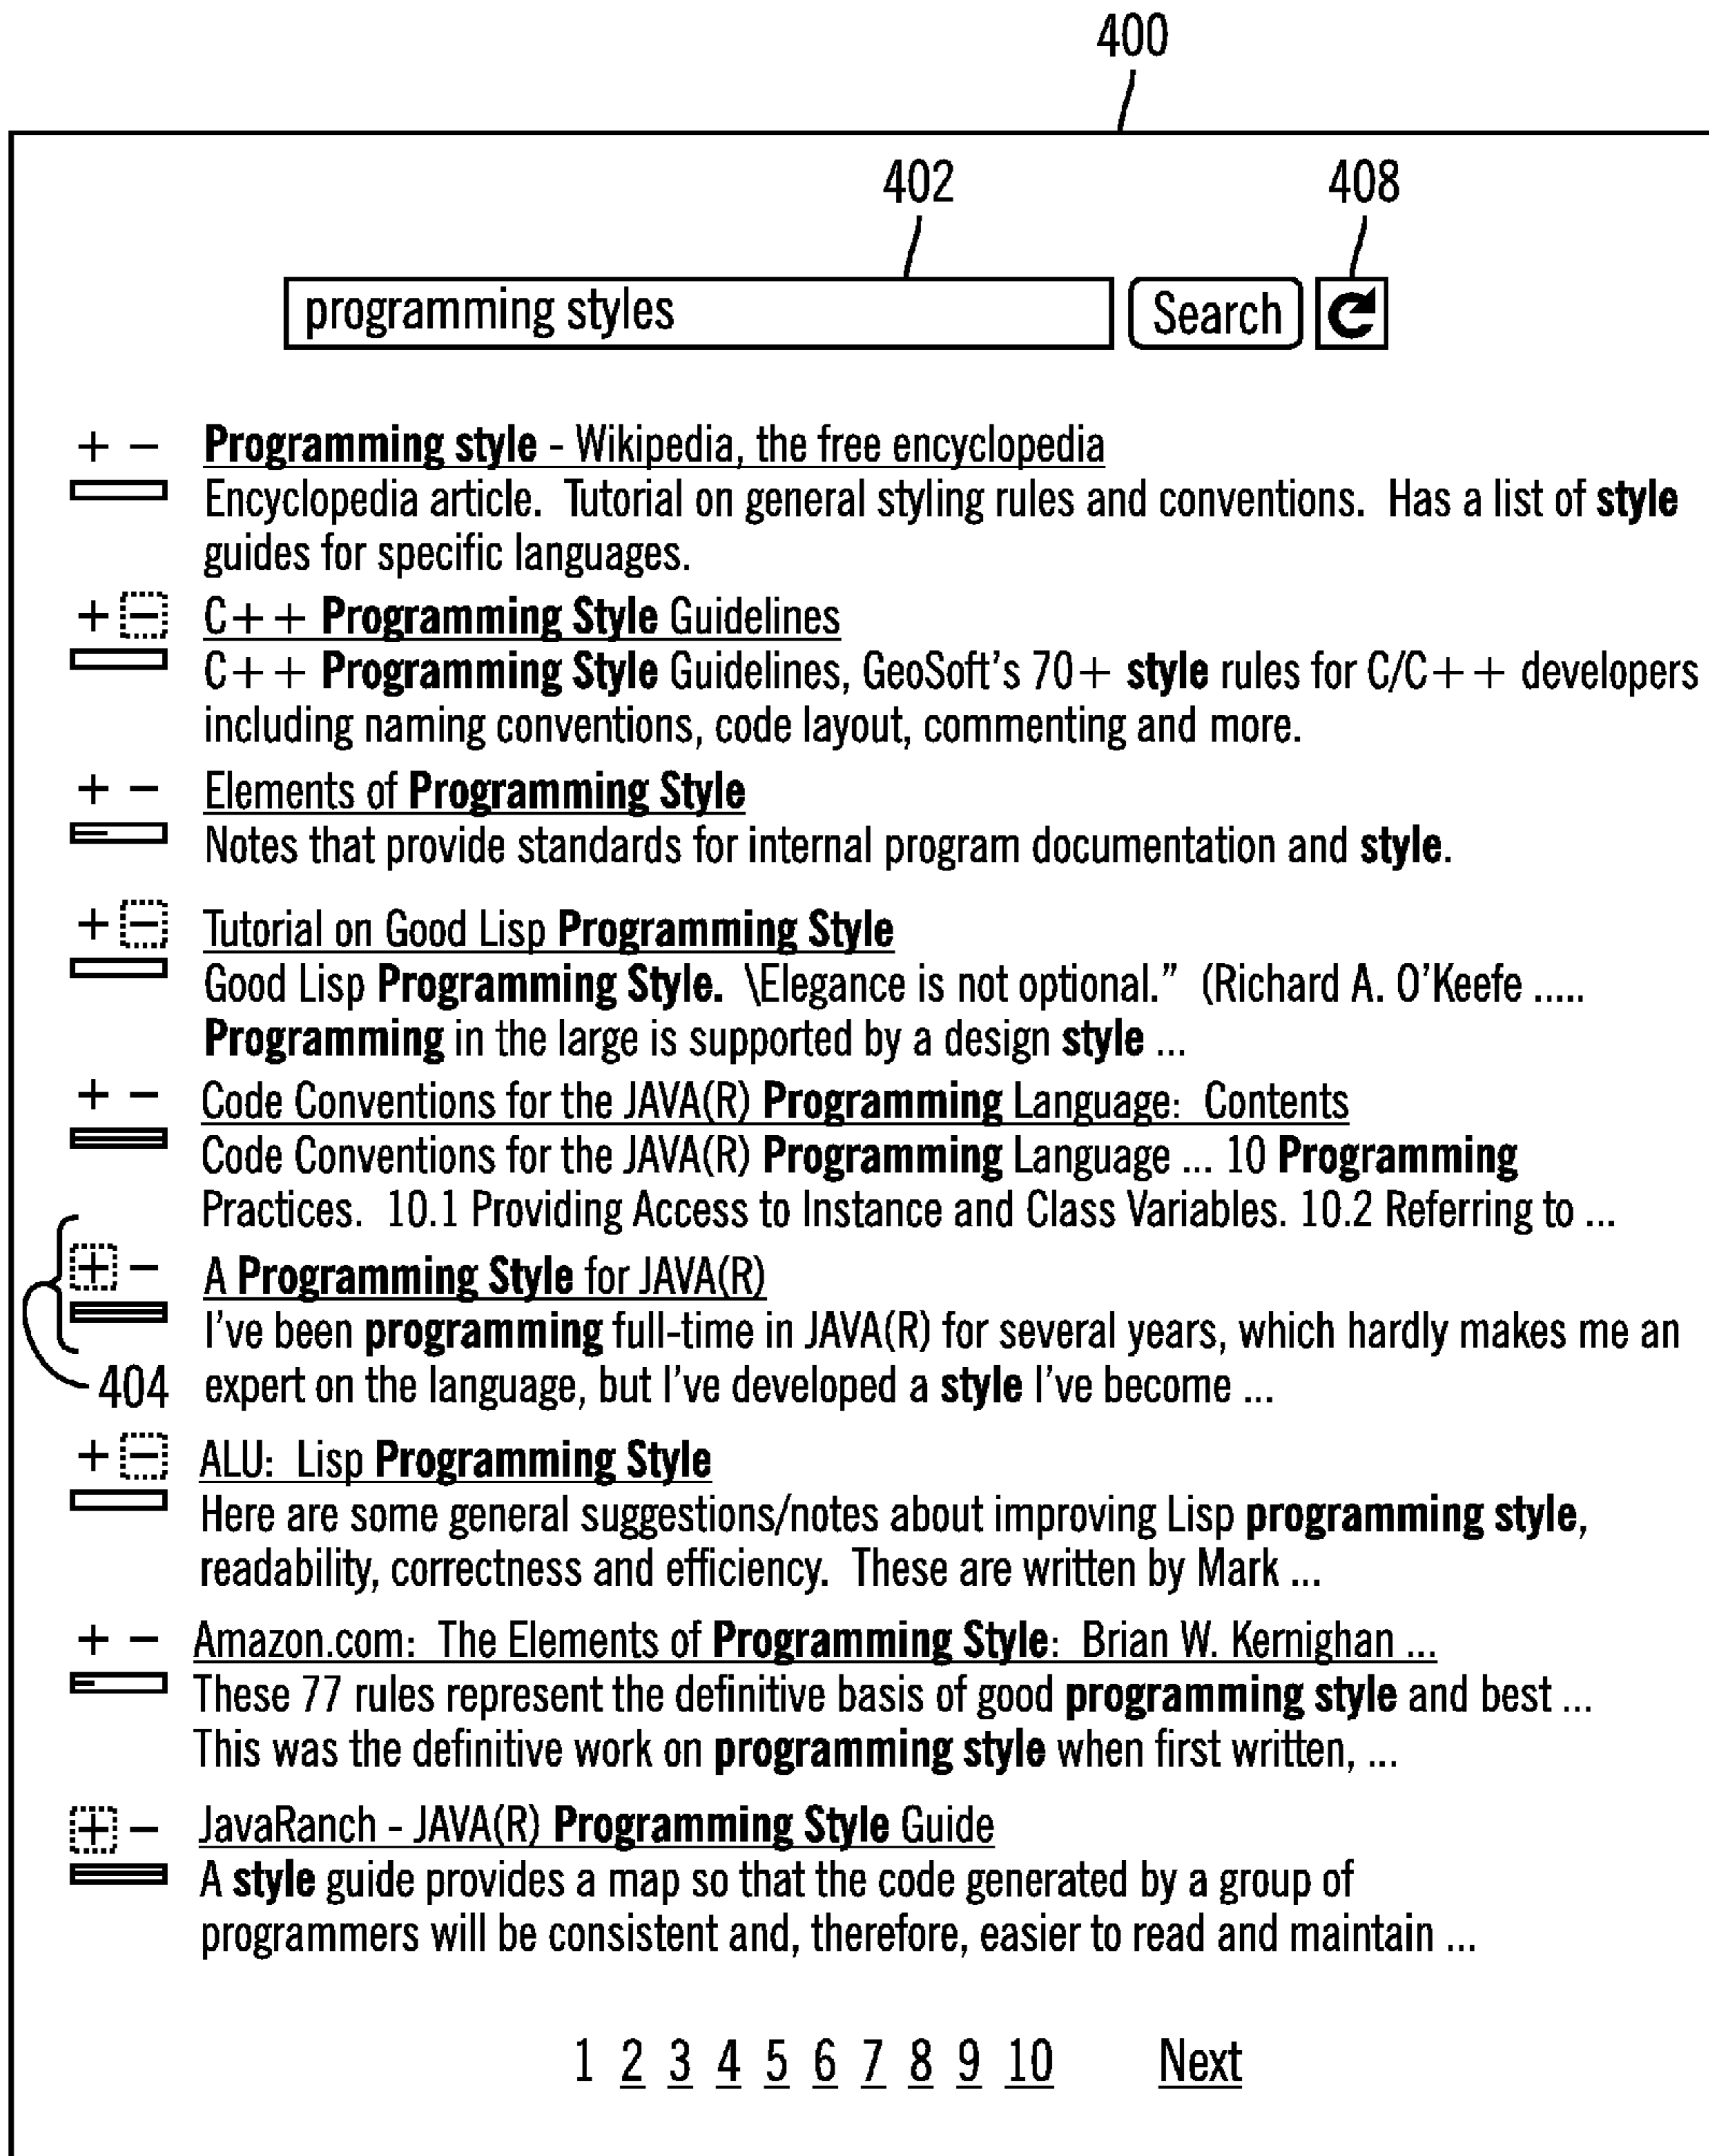 400
402
408
programming styles Search
+ − Programming style - Wikipedia, the free encyclopedia
Encyclopedia article. Tutorial on general styling rules and conventions. Has a list of style
guides for specific languages.
+ − C++ Programming Style Guidelines
C++ Programming Style Guidelines, GeoSoft's 70+ style rules for C/C++ developers
including naming conventions, code layout, commenting and more.
+ − Elements of Programming Style
Notes that provide standards for internal program documentation and style.
+ − Tutorial on Good Lisp Programming Style
Good Lisp Programming Style. \Elegance is not optional.” (Richard A. O'Keefe .....
Programming in the large is supported by a design style ...
+ − Code Conventions for the JAVA(R) Programming Language: Contents
Code Conventions for the JAVA(R) Programming Language ... 10 Programming
Practices. 10.1 Providing Access to Instance and Class Variables. 10.2 Referring to ...
+ − A Programming Style for JAVA(R)
I've been programming full-time in JAVA(R) for several years, which hardly makes me an
404 expert on the language, but I've developed a style I've become ...
+ − ALU: Lisp Programming Style
Here are some general suggestions/notes about improving Lisp programming style,
readability, correctness and efficiency. These are written by Mark ...
+ − Amazon.com: The Elements of Programming Style: Brian W. Kernighan ...
These 77 rules represent the definitive basis of good programming style and best ...
This was the definitive work on programming style when first written, ...
+ − JavaRanch - JAVA(R) Programming Style Guide
A style guide provides a map so that the code generated by a group of
programmers will be consistent and, therefore, easier to read and maintain ...
1 2 3 4 5 6 7 8 9 10 Next